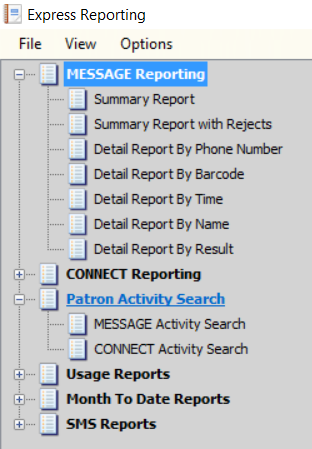 Express Reporting
File View Options
MESSAGE Reporting
Summary Report
Summary Report with Rejects
Detail Report By Phone Number
Detail Report By Barcode
Detail Report By Time
Detail Report By Name
Detail Report By Result
CONNECT Reporting
Patron Activity Search
MESSAGE Activity Search
CONNECT Activity Search
Usage Reports
Month To Date Reports
SMS Reports